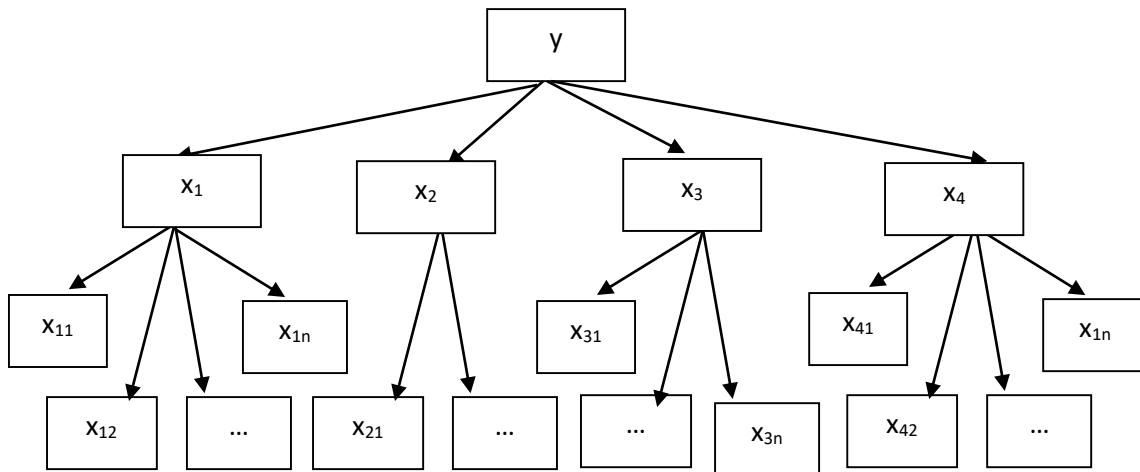 y
x₁
x₂
x₃
x₄
x₁₁
x₁ₙ
x₃₁
x₄₁
x₁ₙ
x₁₂
...
x₂₁
...
...
x₃ₙ
x₄₂
...